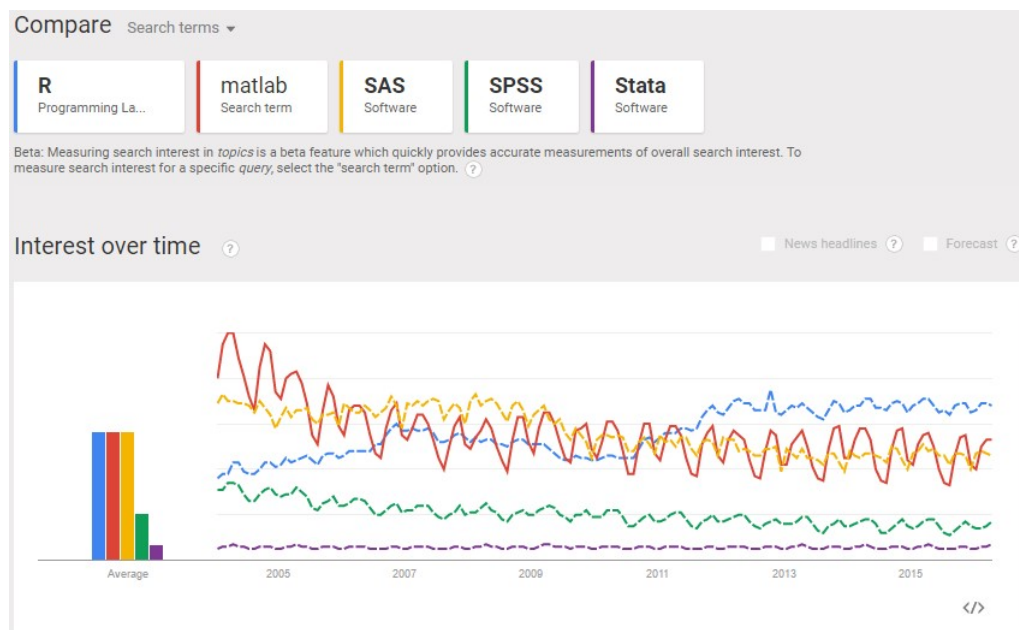 Compare Search terms
R
Programming La...
matlab
Search term
SAS
Software
SPSS
Software
Stata
Software
Beta: Measuring search interest in topics is a beta feature which quickly provides accurate measurements of overall search interest. To
measure search interest for a specific query, select the "search term" option. ?
Interest over time ?
News headlines ? Forecast ?
Average 2005 2007 2009 2011 2013 2015
</>